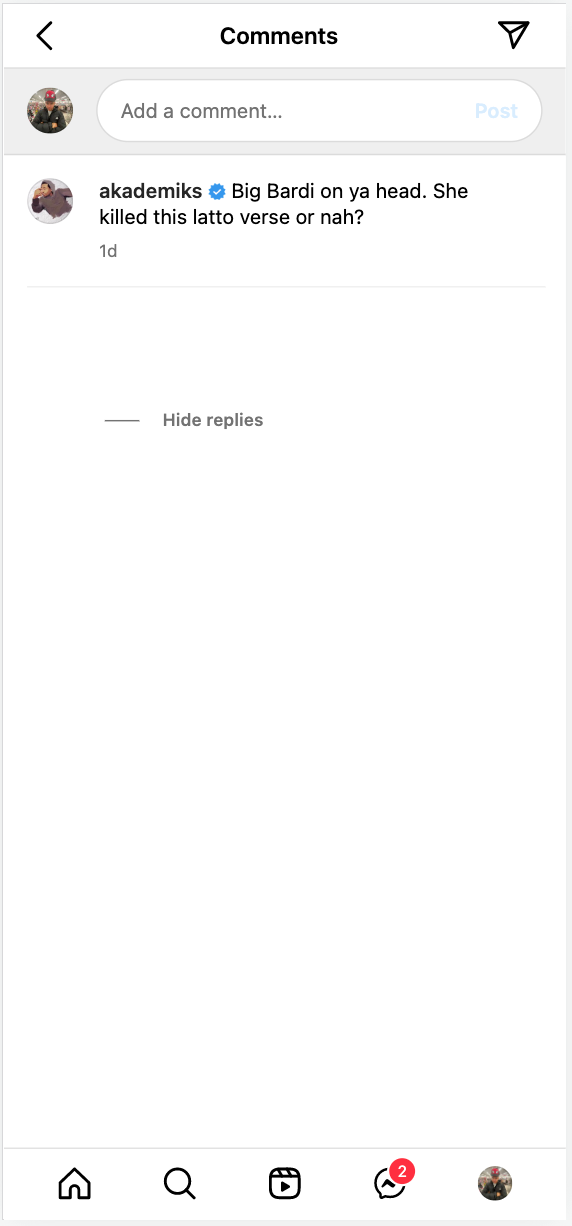 Comments
Add a comment... Post
akademiks Big Bardi on ya head. She
killed this latto verse or nah?
1d
Hide replies
2